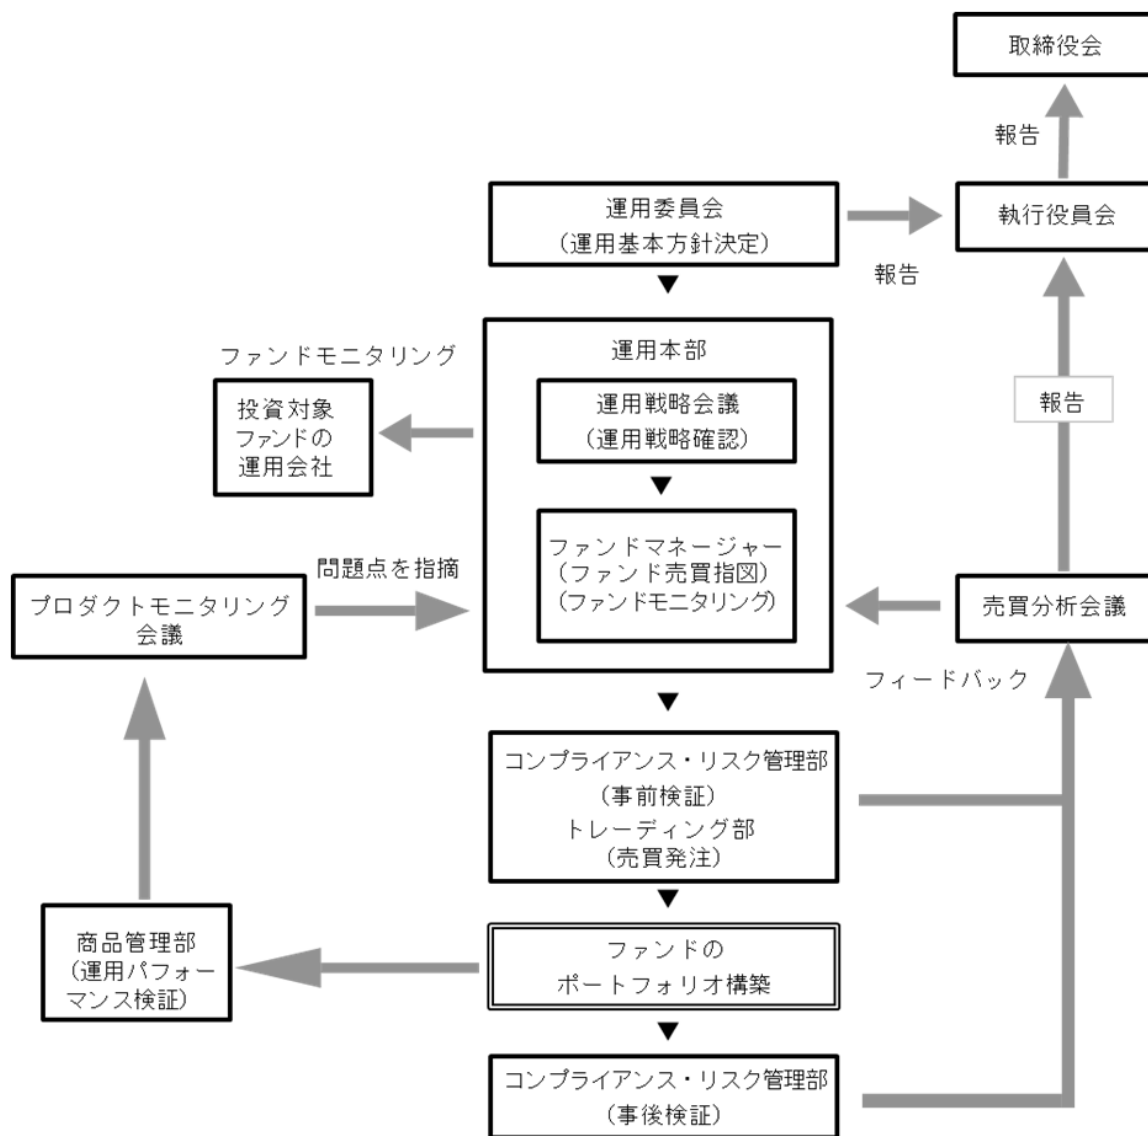 取締役会
報告
運用委員会
(運用基本方針決定)
執行役員会
報告
運用本部
ファンドモニタリング
投資対象
ファンドの
運用会社
運用戦略会議
(運用戦略確認)
報告
ファンドマネージャー
(ファンド売買指図)
(ファンドモニタリング)
問題点を指摘
プロダクトモニタリング
会議
売買分析会議
フィードバック
コンプライアンス・リスク管理部
(事前検証)
トレーディング部
(売買発注)
商品管理部
(運用パフォー
マンス検証)
ファンドの
ポートフォリオ構築
コンプライアンス・リスク管理部
(事後検証)